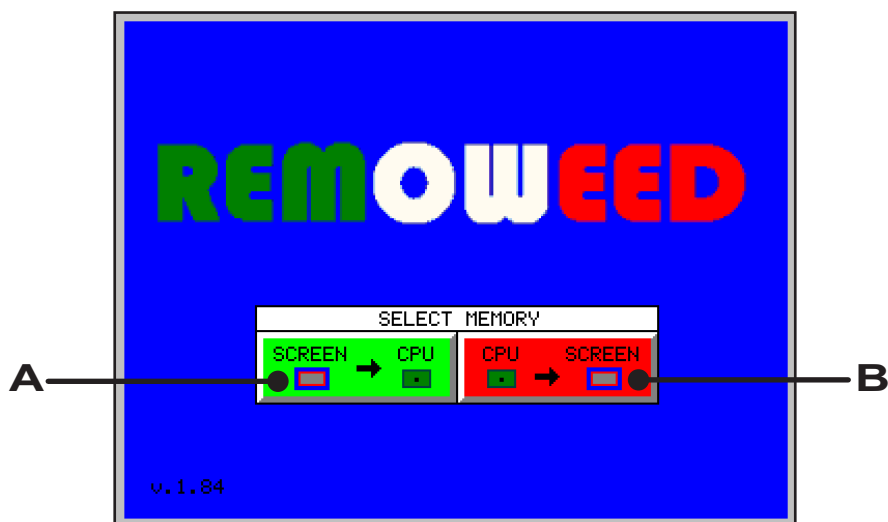 REMOWEED
SELECT MEMORY
SCREEN CPU CPU SCREEN
A B
v.1.84